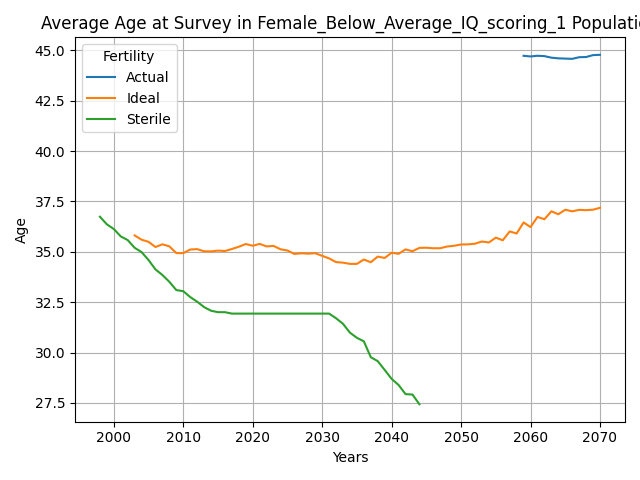 Average Age at Survey in Female_Below_Average_IQ_scoring_1 Populatio
Fertility
Actual
Ideal
Sterile
45.0
42.5
40.0
37.5
35.0
32.5
30.0
27.5
Age
2000 2010 2020 2030 2040 2050 2060 2070
Years